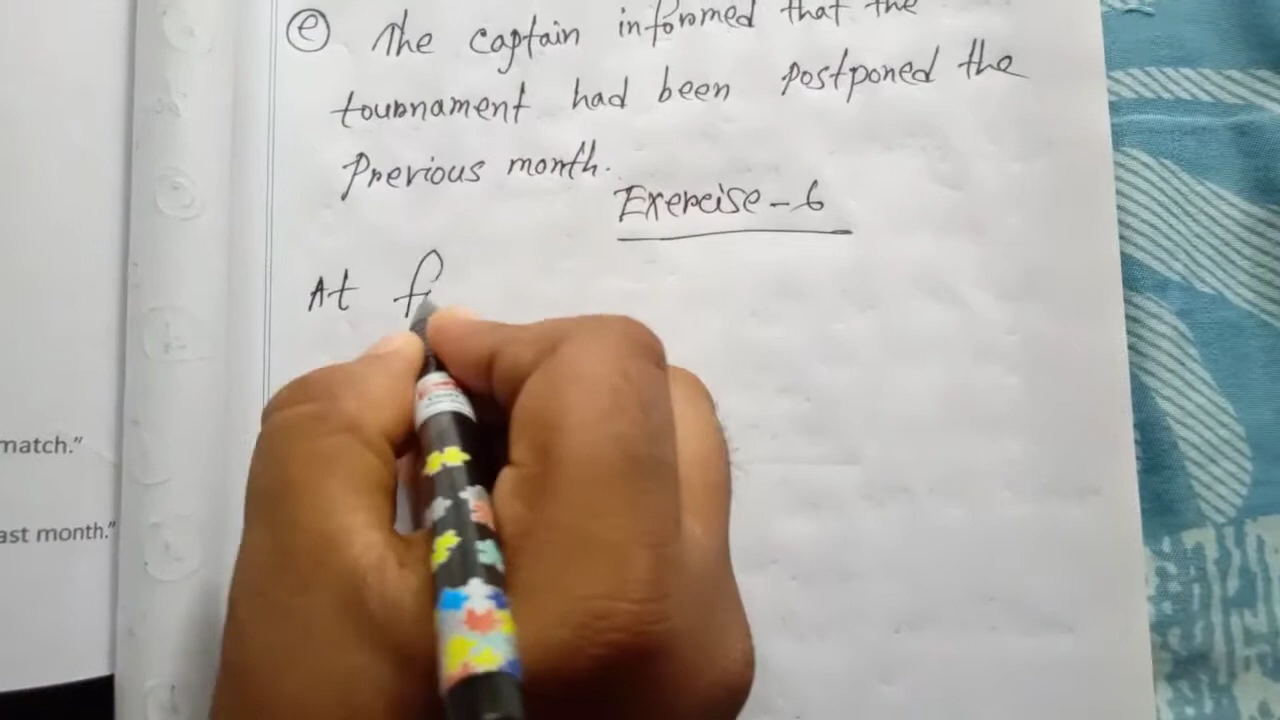 e The captain informed that the
tournament had been postponed the
Previous month.
Exercise-6
At f
match."
ast month."